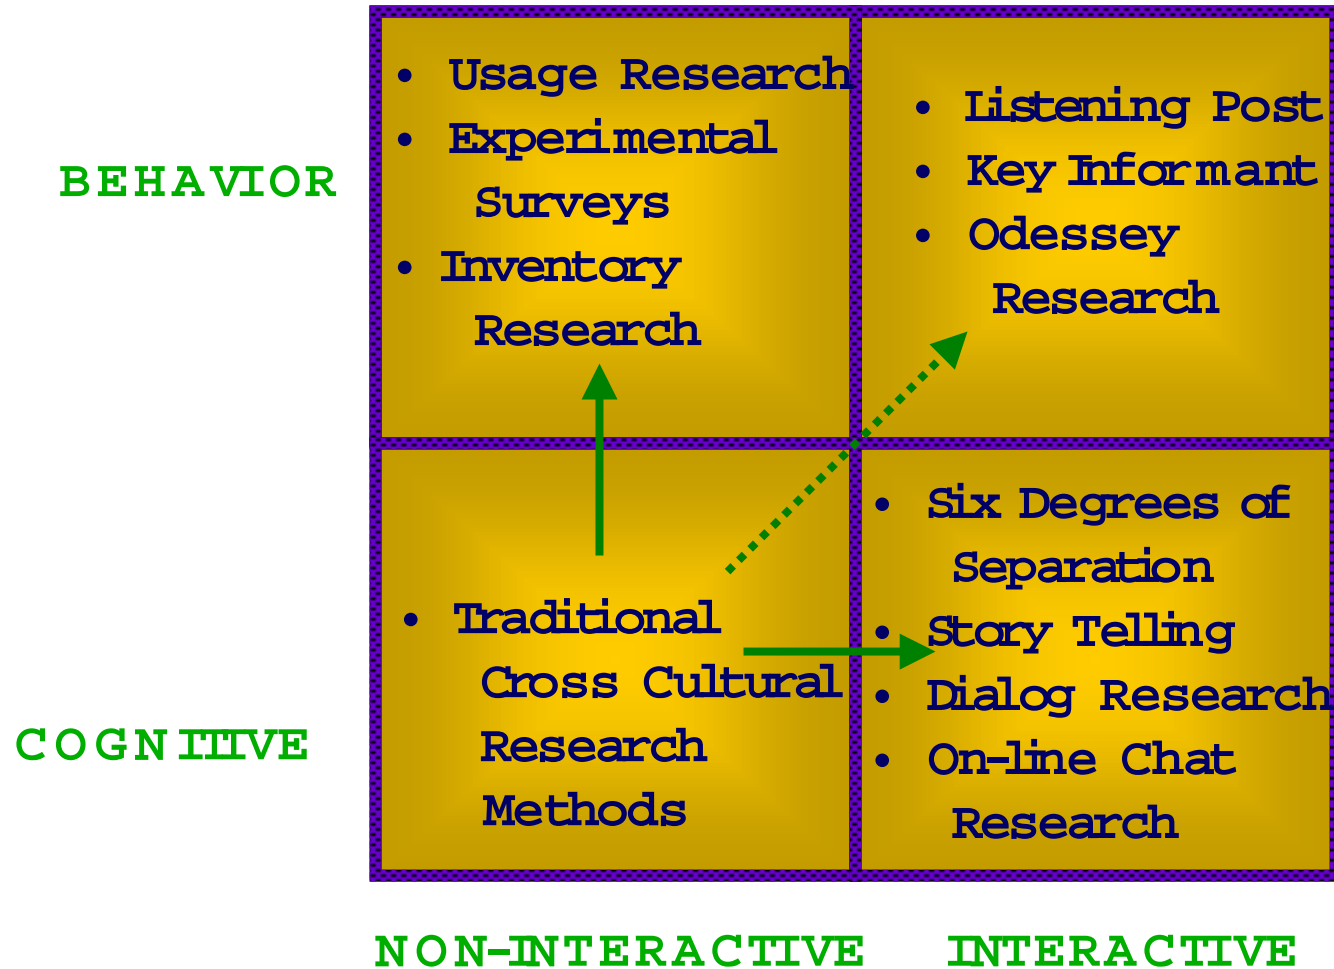 BEHAVIOR
• Usage Research
• Experimental
Surveys
• Inventory
Research
• Listening Post
• Key Informant
• Odessey
Research
COGNITIVE
• Traditional
Cross Cultural
Research
Methods
• Six Degrees of
Separation
• Story Telling
• Dialog Research
• On-line Chat
Research
NON-INTERACTIVE
INTERACTIVE